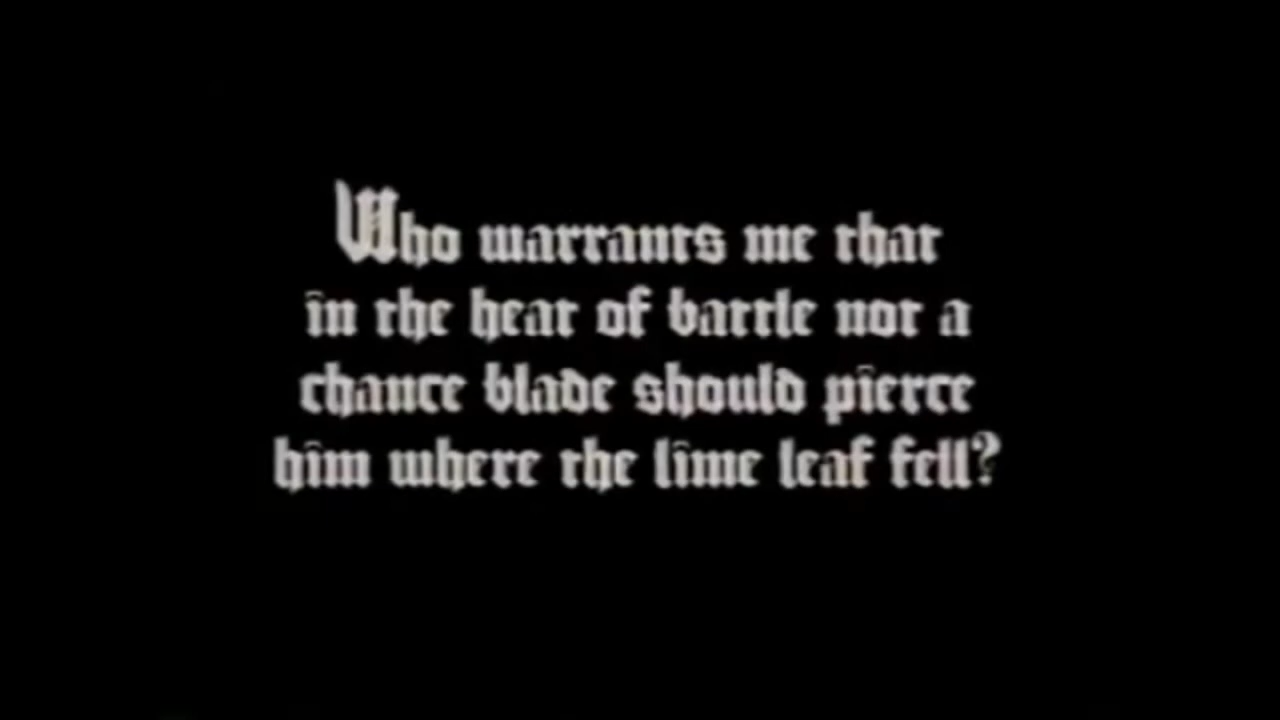 Who warrants me that
in the heat of battle not a
chance blade should pierce
him where the lime leaf fell?